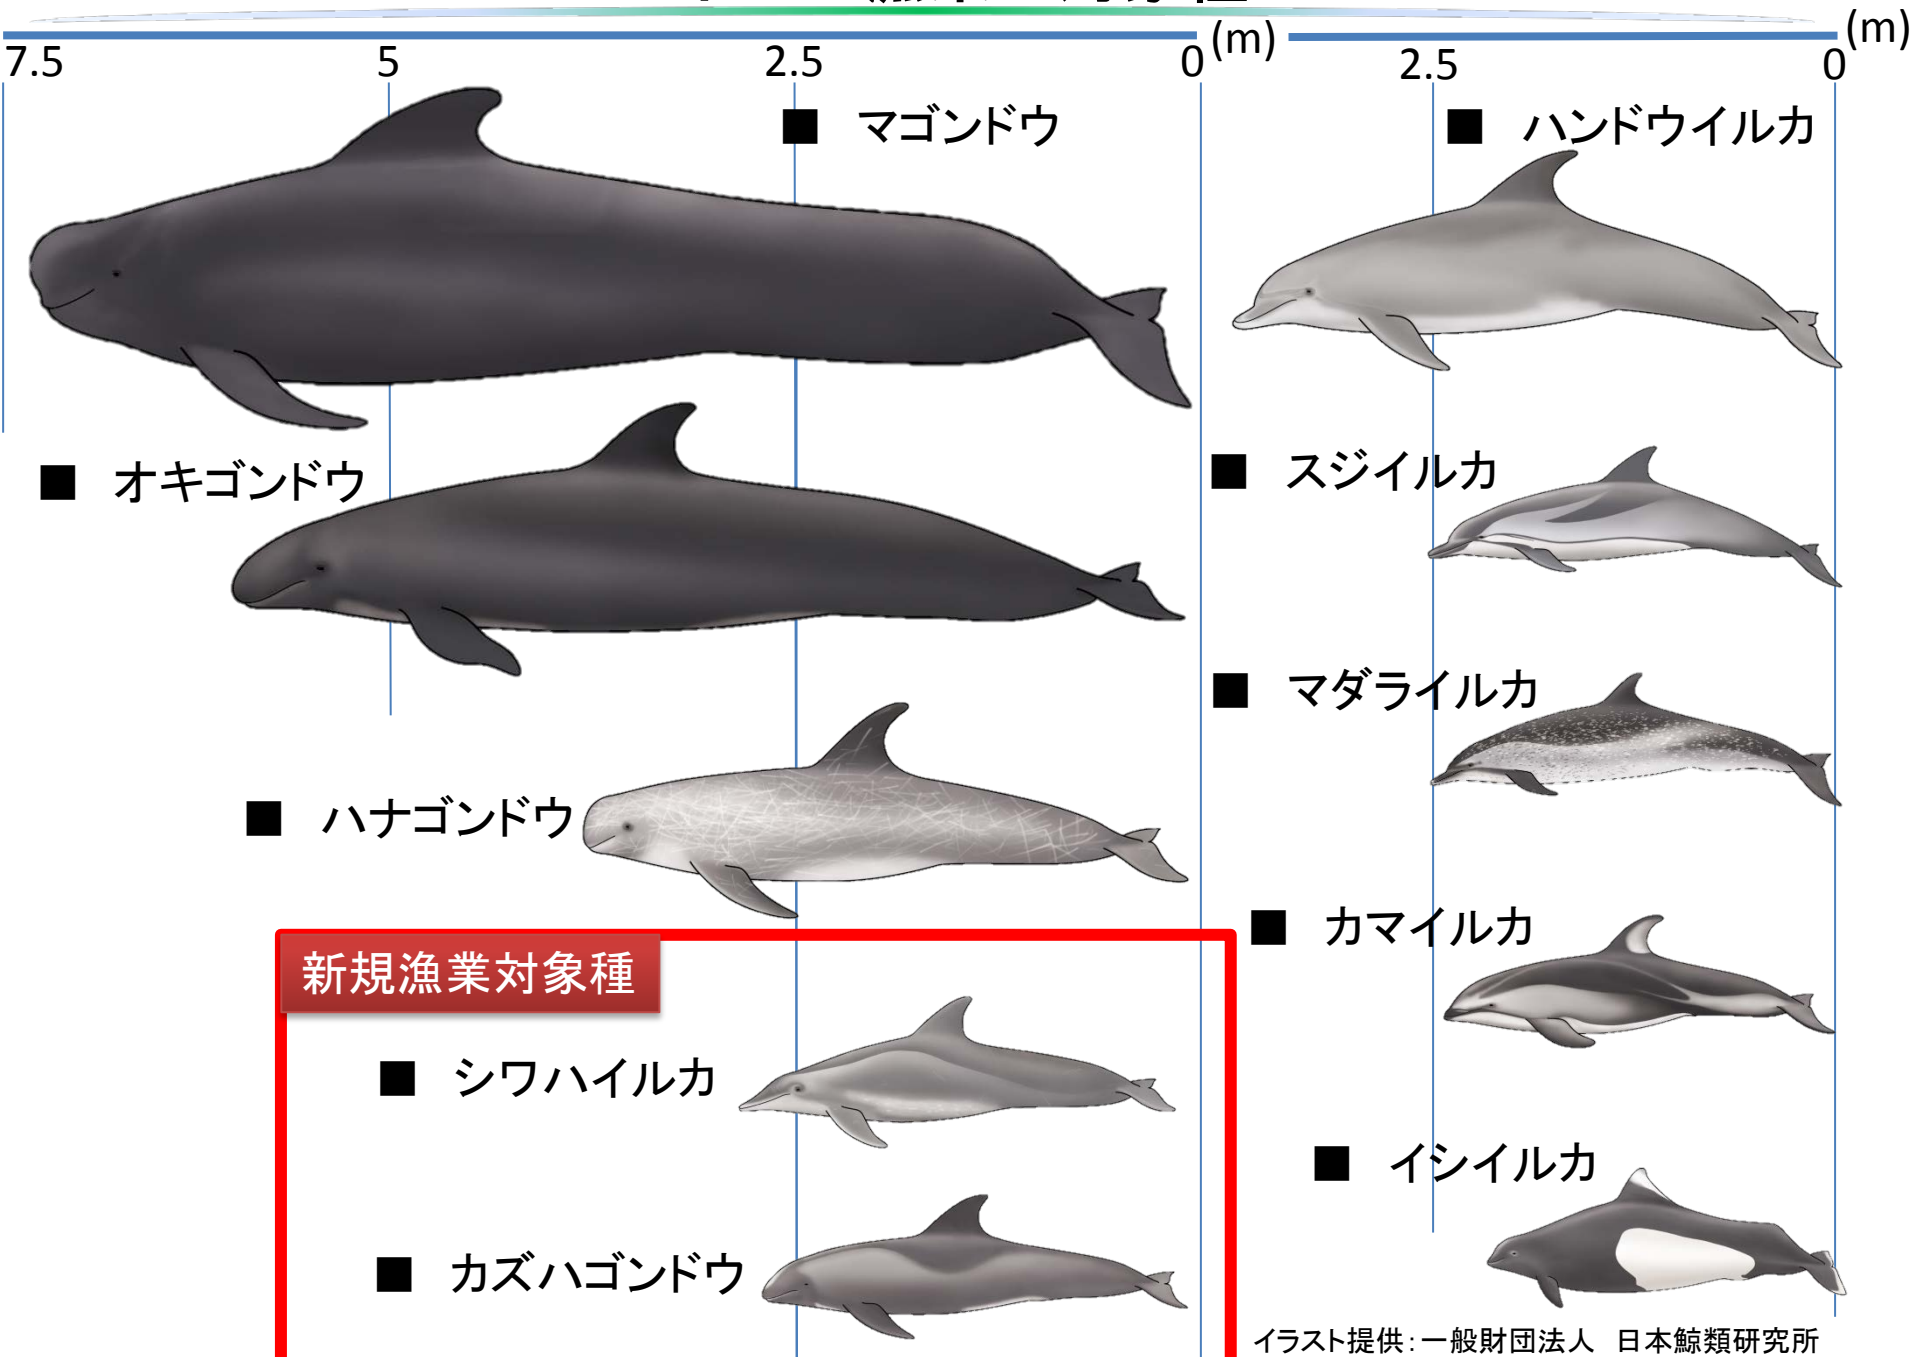 7.5 5 2.5 0 (m)
2.5 0 (m)
■ マゴンドウ
■ オキゴンドウ
■ ハナゴンドウ
新規漁業対象種
■ シワハイルカ
■ カズハゴンドウ
■ ハンドウイルカ
■ スジイルカ
■ マダライルカ
■ カマイルカ
■ イシイルカ
イラスト提供：一般財団法人 日本鯨類研究所